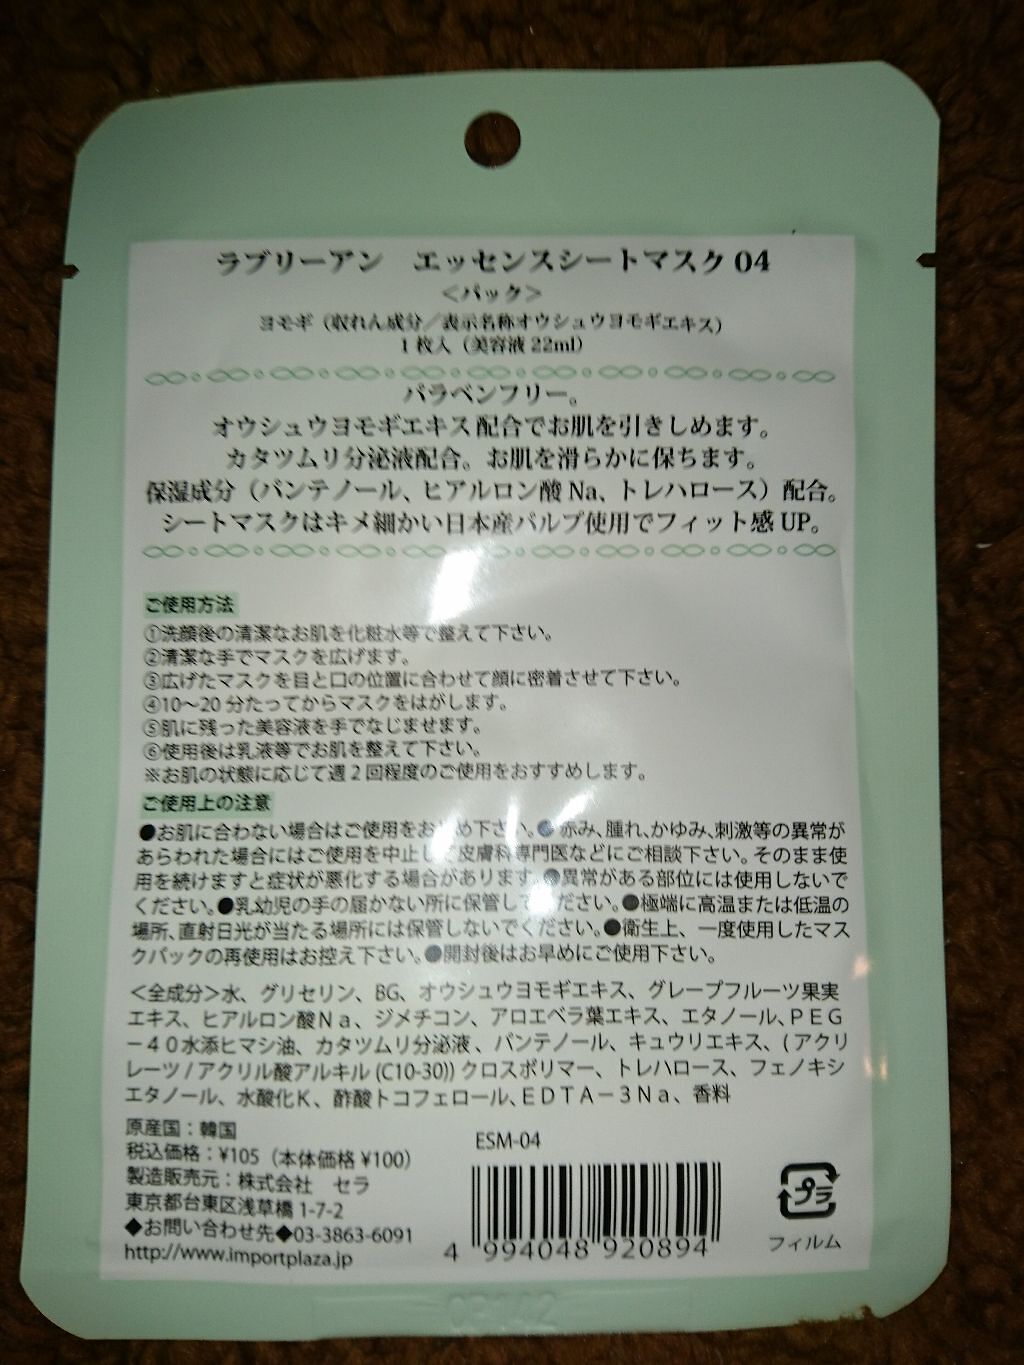 ラブリーアン エッセンスシートマスク 04
＜パック＞
ヨモギ（収れん成分／表示名称オウシュウヨモギエキス）
1枚入（美容液 22ml）
パラベンフリー。
オウシュウヨモギエキス配合でお肌を引きしめます。
カタツムリ分泌液配合。お肌を滑らかに保ちます。
保湿成分（パンテノール、ヒアルロン酸 Na、トレハロース）配合。
シートマスクはキメ細かい日本産パルプ使用でフィット感 UP。
ご使用方法
①洗顔後の清潔なお肌を化粧水等で整えて下さい。
②清潔な手でマスクを広げます。
③広げたマスクを目と口の位置に合わせて顔に密着させて下さい。
④10～20 分たってからマスクをはがします。
⑤肌に残った美容液を手でなじませます。
⑥使用後は乳液等でお肌を整えて下さい。
※お肌の状態に応じて週 2 回程度のご使用をおすすめします。
ご使用上の注意
●お肌に合わない場合はご使用をお止め下さい。●赤み、腫れ、かゆみ、刺激等の異常が
あらわれた場合にはご使用を中止して皮膚科専門医などにご相談下さい。そのまま使
用を続けますと症状が悪化する場合があります。●異常がある部位には使用しないで
ください。●乳幼児の手の届かない所に保管してください。●極端に高温または低温の
場所、直射日光が当たる場所には保管しないでください。●衛生上、一度使用したマス
クパックの再使用はお控え下さい。●開封後はお早めにご使用下さい。
＜全成分＞水、グリセリン、BG、オウシュウヨモギエキス、グレープフルーツ果実
エキス、ヒアルロン酸Ｎａ、ジメチコン、アロエベラ葉エキス、エタノール、ＰＥＧ
－４０水添ヒマシ油、カタツムリ分泌液、パンテノール、キュウリエキス、(アクリ
レーツ / アクリル酸アルキル (C10-30)) クロスポリマー、トレハロース、フェノキシ
エタノール、水酸化Ｋ、酢酸トコフェロール、ＥＤＴＡ－３Ｎａ、香料
原産国：韓国
税込価格：¥105（本体価格 ¥100）
製造販売元：株式会社 セラ
東京都台東区浅草橋 1-7-2
◆お問い合わせ先◆03-3863-6091
http://www.importplaza.jp
ESM-04
4 994048 920894
プラ
フィルム